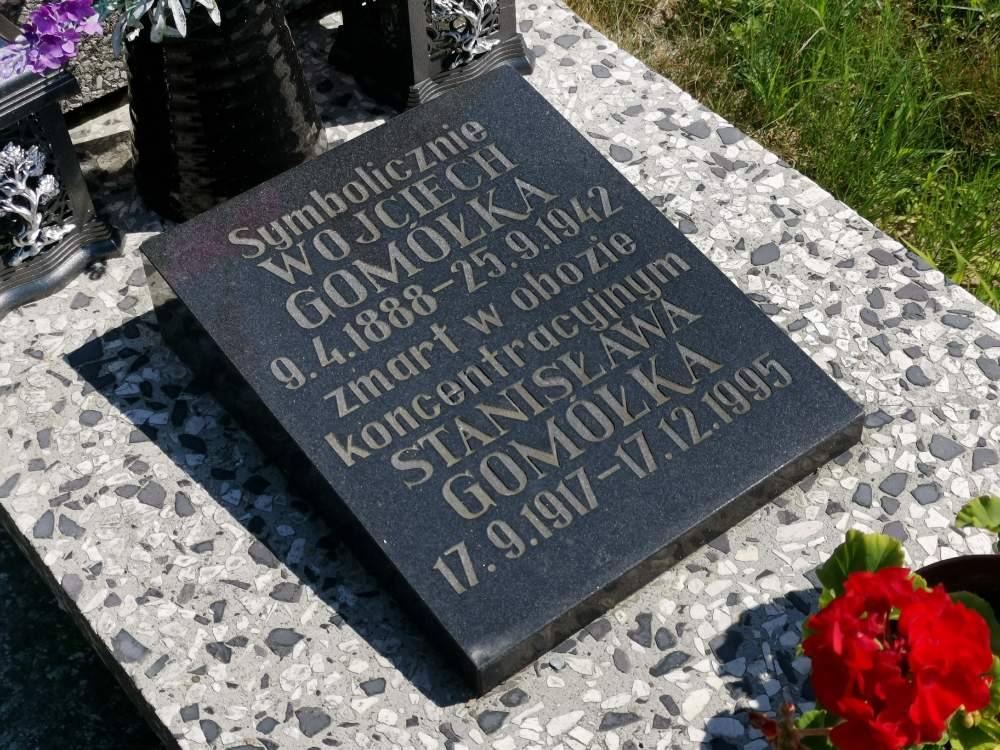 Symbolicznie
WOJCIECH
GOMÓŁKA
9.4.1888-25.9.1942
zmarł w obozie
koncentracyjnym
STANISŁAWA
GOMÓŁKA
17.9.1917-17.12.1995